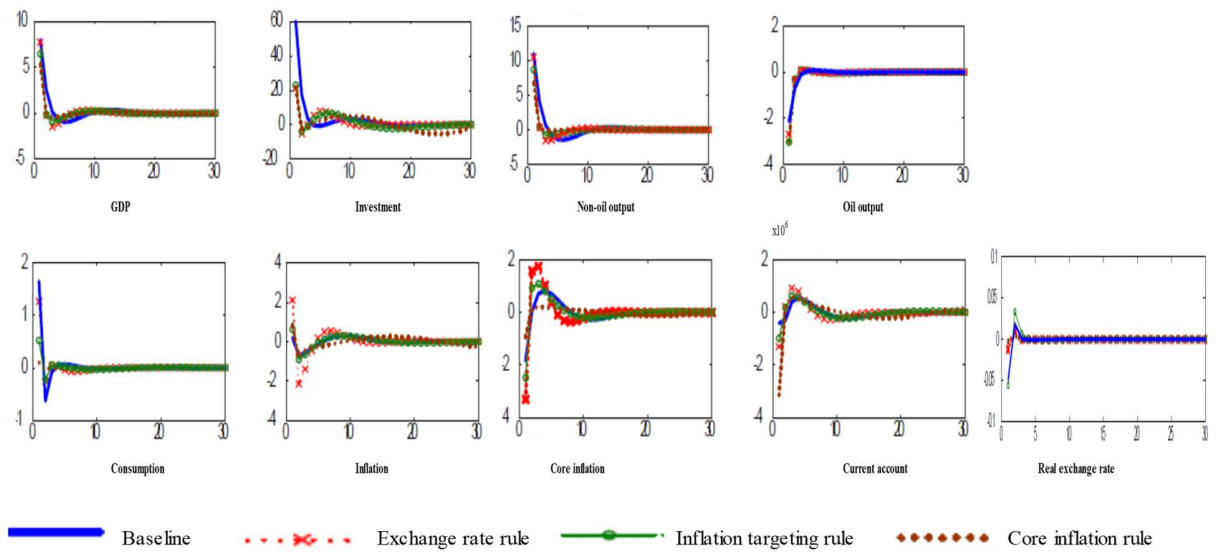 10
5
0
-5
0 10 20 30
GDP
60
40
20
0
20
0 10 20 30
Investment
15
10
5
0
5
0 10 20 30
Non-oil output
2
0
-2
-4
0 10 20 30
Oil output
2
1
0
-1
0 10 20 30
Consumption
4
2
0
-2
4
0 10 20 30
Inflation
2
0
2
4
0 10 20 30
Core inflation
x10⁶
2
0
2
4
0 10 20 30
Current account
0.1
0.05
0
-0.05
-0.1
0 5 10 15 20 25 30
Real exchange rate
Baseline
Exchange rate rule
Inflation targeting rule
Core inflation rule